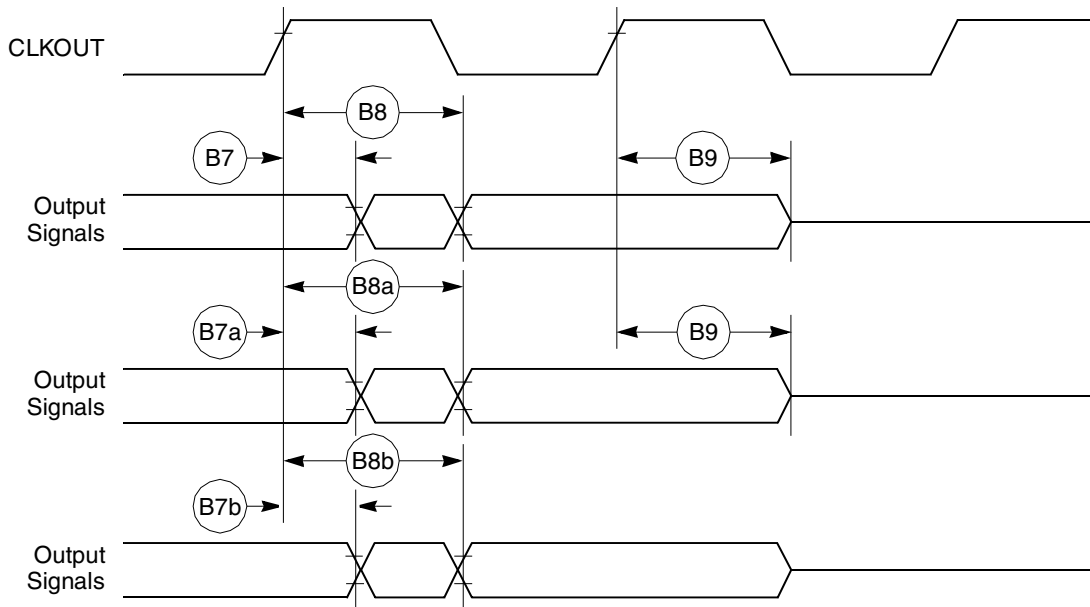 CLKOUT
B8
B7
B9
Output
Signals
B8a
B7a
B9
Output
Signals
B8b
B7b
Output
Signals